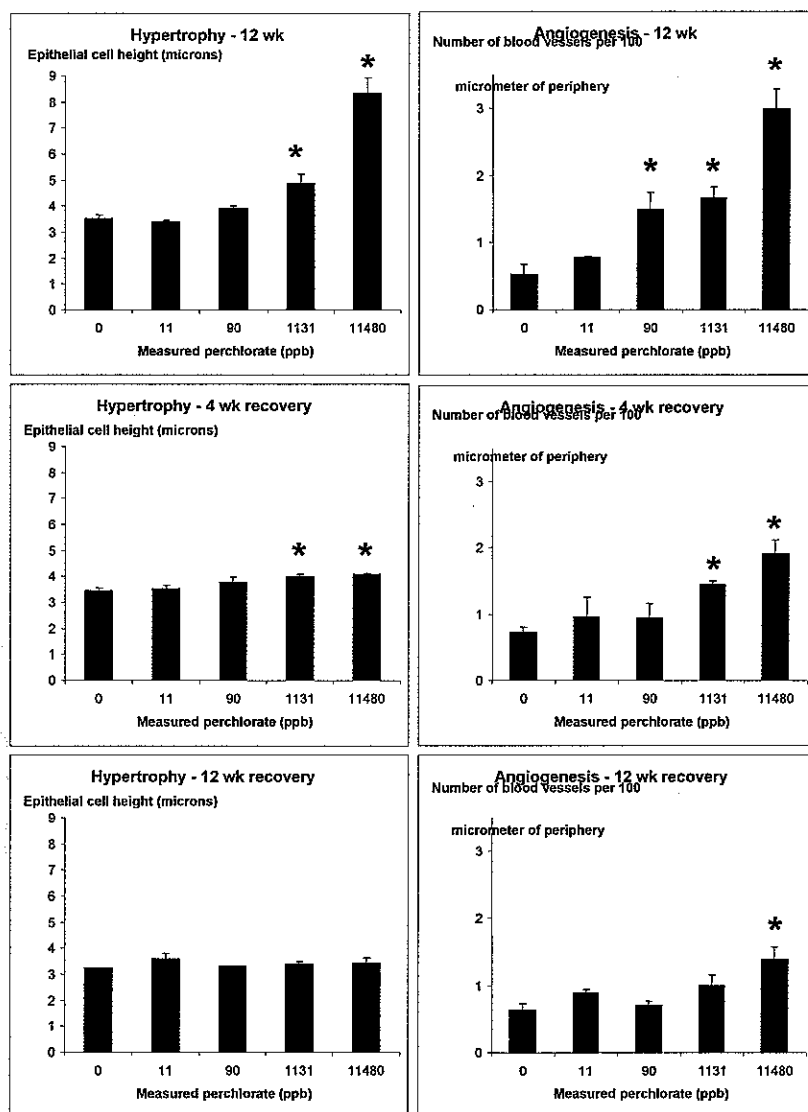 Hypertrophy - 12 wk
Epithelial cell height (microns)
*
*
9
8
7
6
5
4
3
2
1
0
0 11 90 1131 11480
Measured perchlorate (ppb)
Angiogenesis - 12 wk
Number of blood vessels per 100
micrometer of periphery
*
*
*
3
2
1
0
0 11 90 1131 11480
Measured perchlorate (ppb)
Hypertrophy - 4 wk recovery
Epithelial cell height (microns)
*
*
9
8
7
6
5
4
3
2
1
0
0 11 90 1131 11480
Measured perchlorate (ppb)
Angiogenesis - 4 wk recovery
Number of blood vessels per 100
micrometer of periphery
*
*
3
2
1
0
0 11 90 1131 11480
Measured perchlorate (ppb)
Hypertrophy - 12 wk recovery
Epithelial cell height (microns)
9
8
7
6
5
4
3
2
1
0
0 11 90 1131 11480
Measured perchlorate (ppb)
Angiogenesis - 12 wk recovery
Number of blood vessels per 100
micrometer of periphery
*
3
2
1
0
0 11 90 1131 11480
Measured perchlorate (ppb)